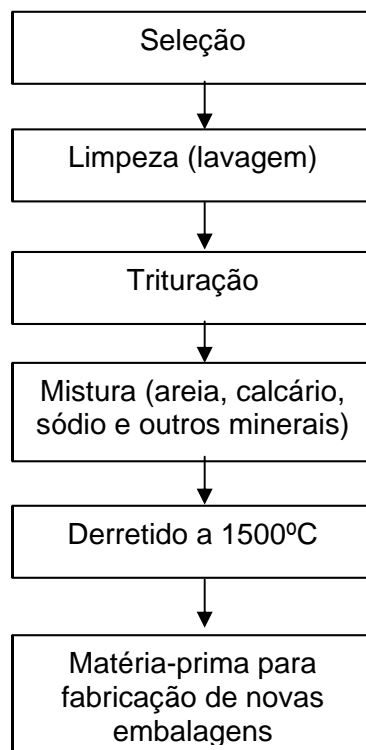 Seleção
Limpeza (lavagem)
Trituração
Mistura (areia, calcário,
sódio e outros minerais)
Derretido a 1500ºC
Matéria-prima para
fabricação de novas
embalagens